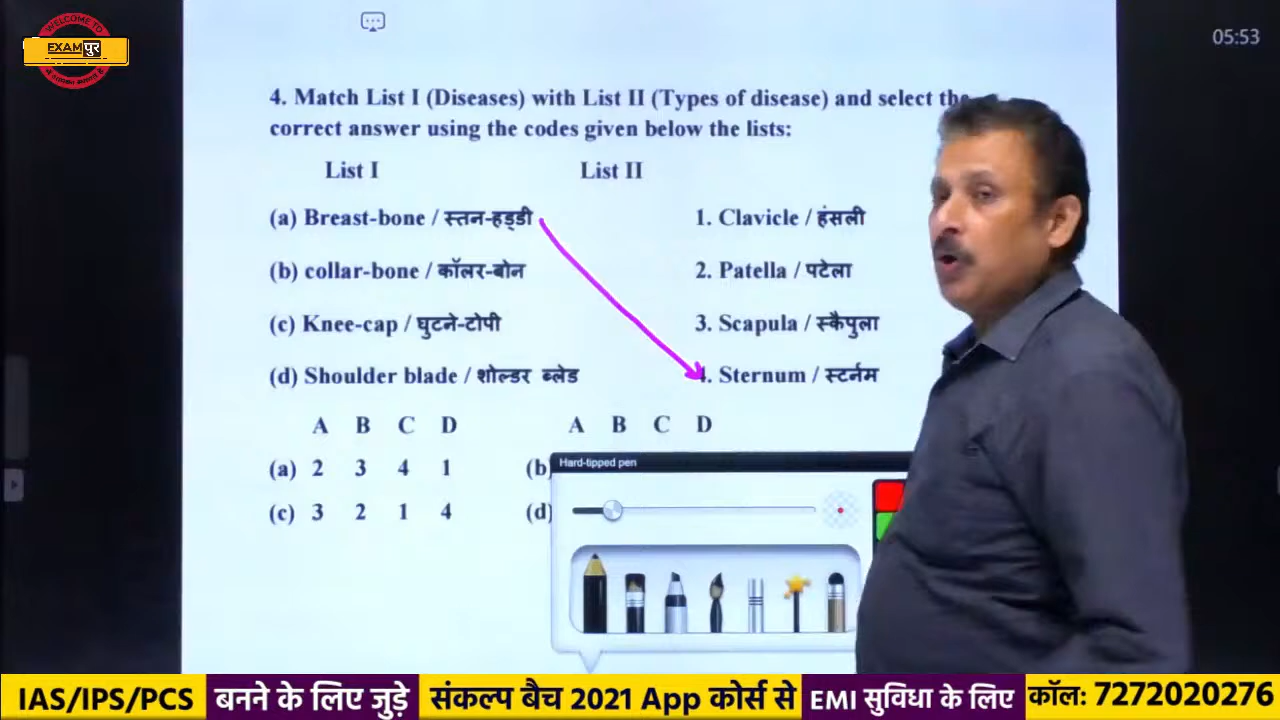 WELCOME TO
EXAMपुर
05:53
4. Match List I (Diseases) with List II (Types of disease) and select the
correct answer using the codes given below the lists:
List I List II
(a) Breast-bone / स्तन-हड्डी 1. Clavicle / हंसली
(b) collar-bone / कॉलर-बोन 2. Patella / पटेला
(c) Knee-cap / घुटने-टोपी 3. Scapula / स्कैपुला
(d) Shoulder blade / शोल्डर ब्लेड 4. Sternum / स्टर्नम
A B C D A B C D
(a) 2 3 4 1 (b)
(c) 3 2 1 4 (d)
Hard-tipped pen
IAS/IPS/PCS बनने के लिए जुड़े संकल्प बैच 2021 App कोर्स से EMI सुविधा के लिए कॉल: 7272020276